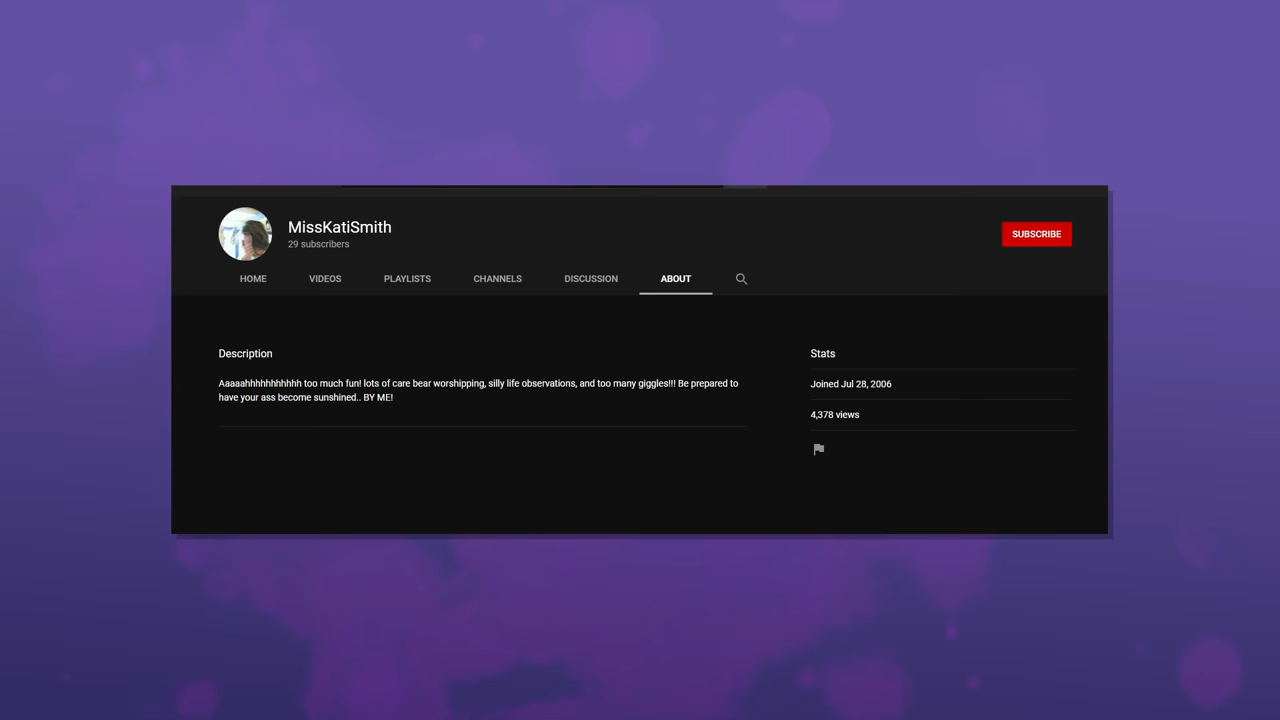 MissKatiSmith
29 subscribers
SUBSCRIBE
HOME VIDEOS PLAYLISTS CHANNELS DISCUSSION ABOUT
Description
Aaaaahhhhhhhhhhh too much fun! lots of care bear worshipping, silly life observations, and too many giggles!!! Be prepared to
have your ass become sunshined.. BY ME!
Stats
Joined Jul 28, 2006
4,378 views